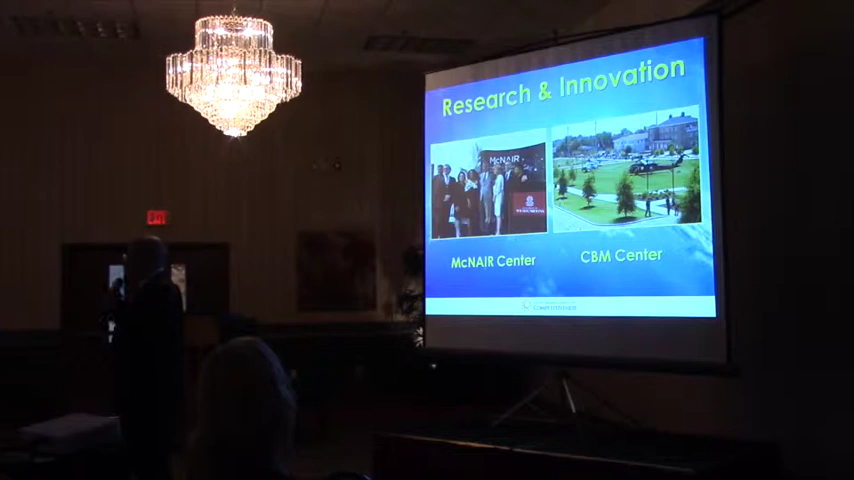 EXIT
Research & Innovation
McNAIR
McNAIR Center
CBM Center